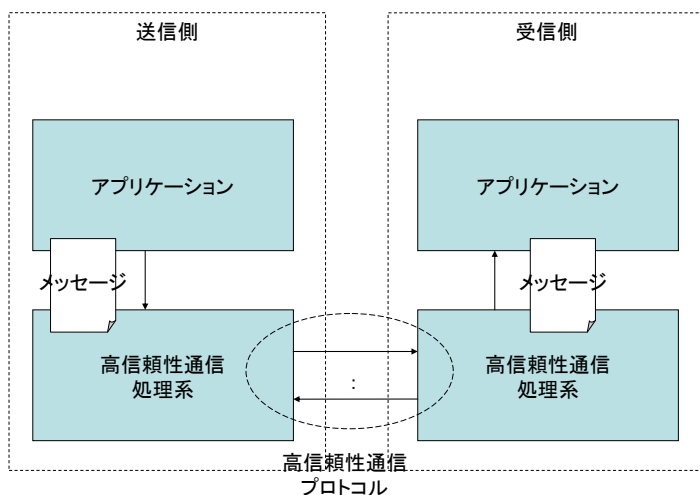 送信側
受信側
アプリケーション
アプリケーション
メッセージ
メッセージ
高信頼性通信
処理系
:
高信頼性通信
処理系
高信頼性通信
プロトコル